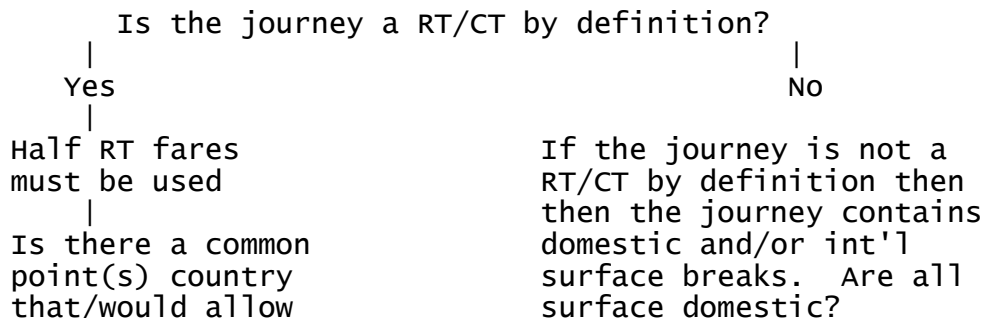 Is the journey a RT/CT by definition?
Yes
No
Half RT fares
must be used
Is there a common
point(s) country
that/would allow
If the journey is not a
RT/CT by definition then
then the journey contains
domestic and/or int'l
surface breaks.  Are all
surface domestic?